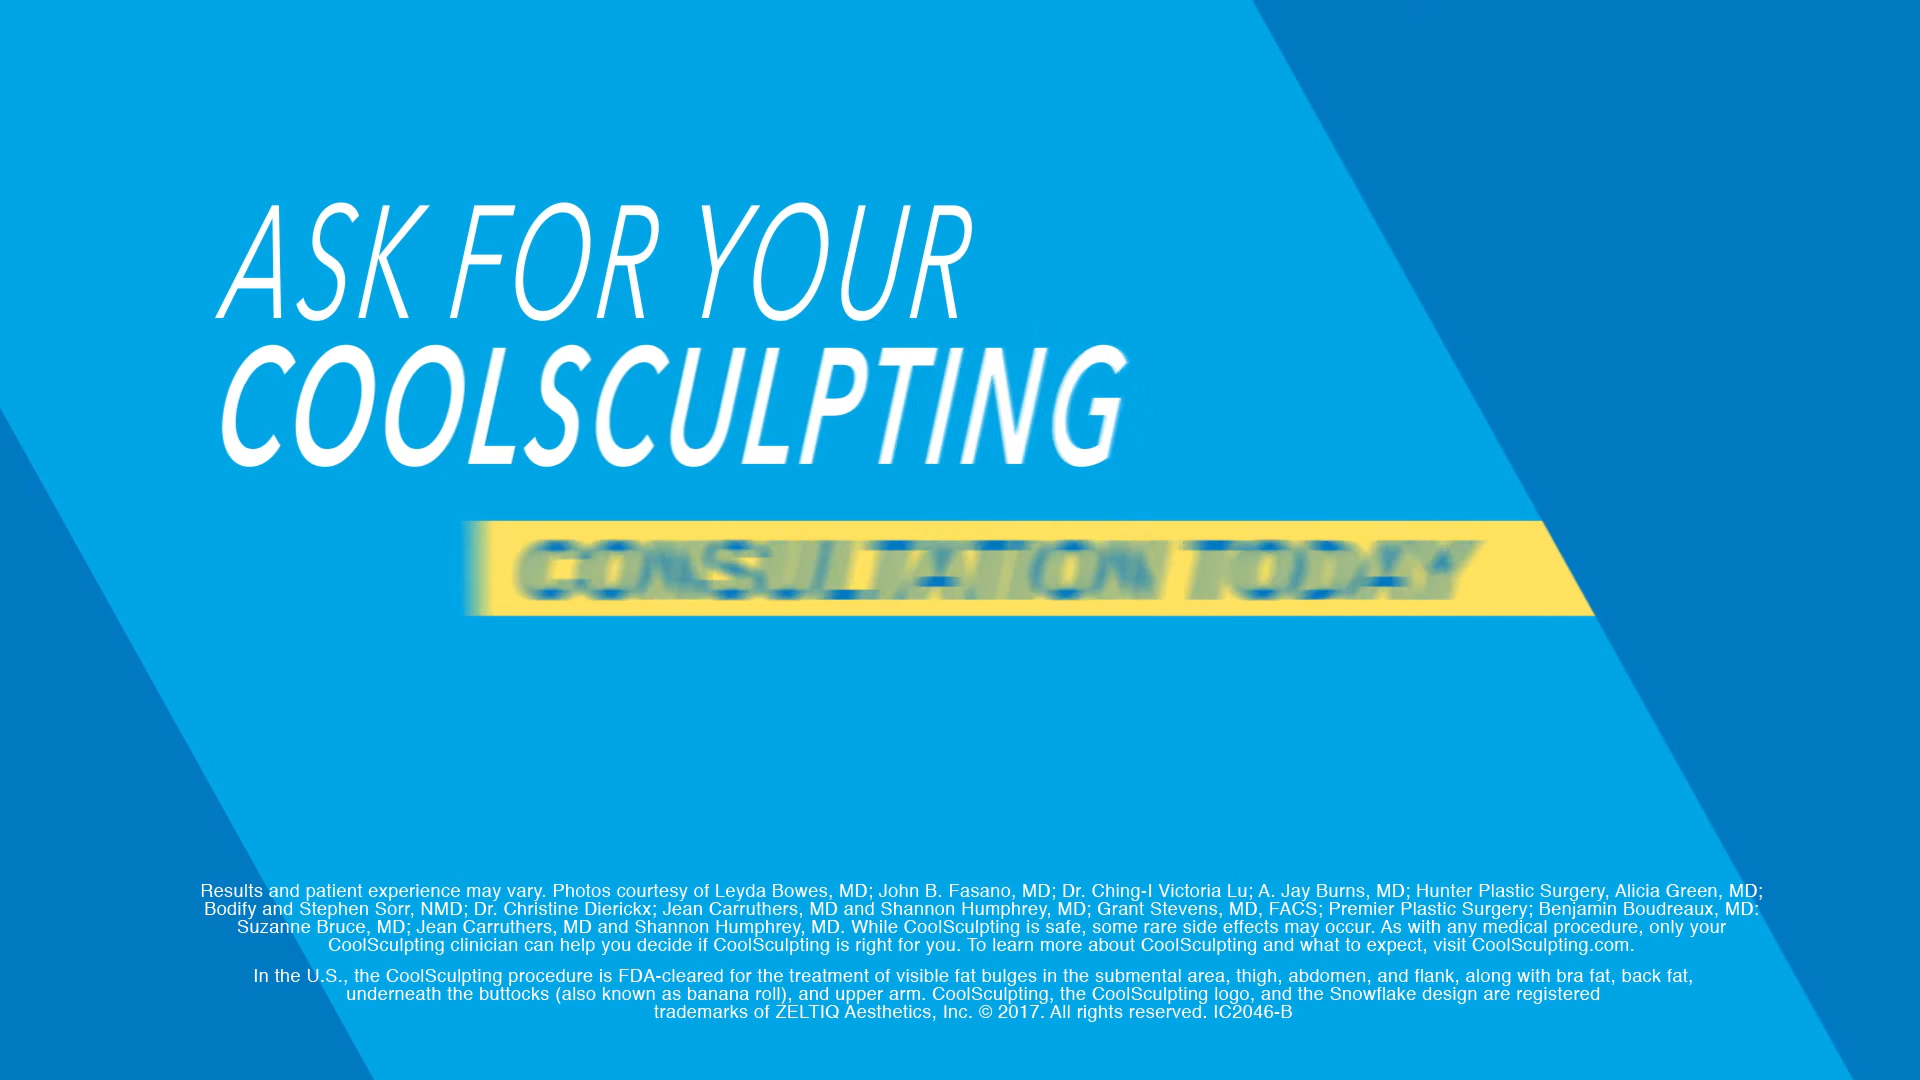 ASK FOR YOUR
COOLSCULPTING
CONSULTATION TODAY
Results and patient experience may vary. Photos courtesy of Leyda Bowes, MD; John B. Fasano, MD; Dr. Ching-I Victoria Lu; A. Jay Burns, MD; Hunter Plastic Surgery, Alicia Green, MD;
Bodify and Stephen Sorr, NMD; Dr. Christine Dierickx; Jean Carruthers, MD and Shannon Humphrey, MD; Grant Stevens, MD, FACS; Premier Plastic Surgery; Benjamin Boudreaux, MD:
Suzanne Bruce, MD; Jean Carruthers, MD and Shannon Humphrey, MD. While CoolSculpting is safe, some rare side effects may occur. As with any medical procedure, only your
CoolSculpting clinician can help you decide if CoolSculpting is right for you. To learn more about CoolSculpting and what to expect, visit CoolSculpting.com.
In the U.S., the CoolSculpting procedure is FDA-cleared for the treatment of visible fat bulges in the submental area, thigh, abdomen, and flank, along with bra fat, back fat,
underneath the buttocks (also known as banana roll), and upper arm. CoolSculpting, the CoolSculpting logo, and the Snowflake design are registered
trademarks of ZELTIQ Aesthetics, Inc. © 2017. All rights reserved. IC2046-B